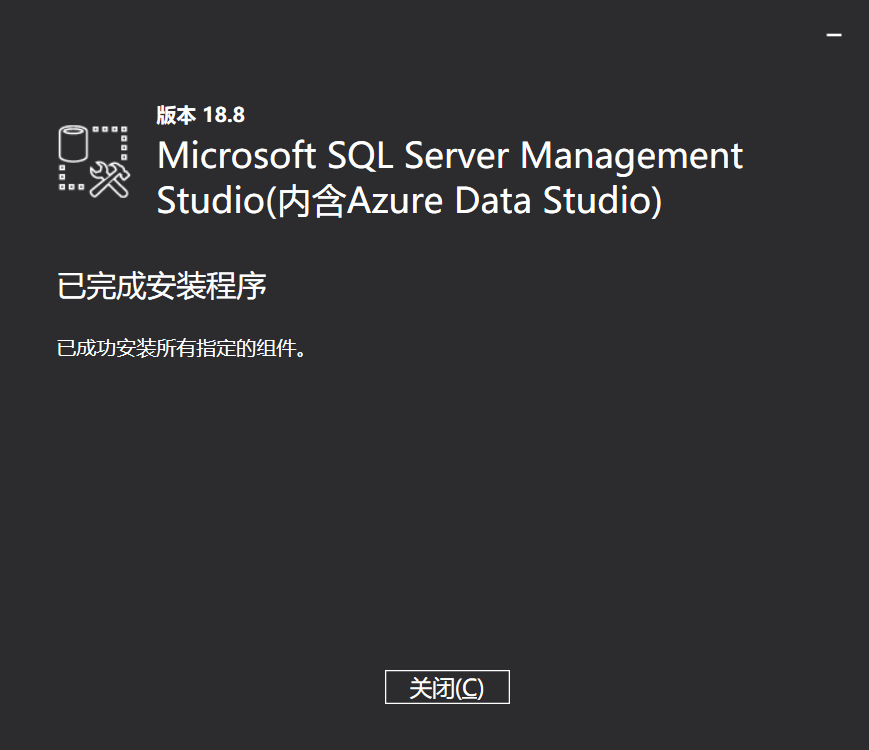 版本 18.8
Microsoft SQL Server Management
Studio(内含Azure Data Studio)
已完成安装程序
已成功安装所有指定的组件。
关闭(C)